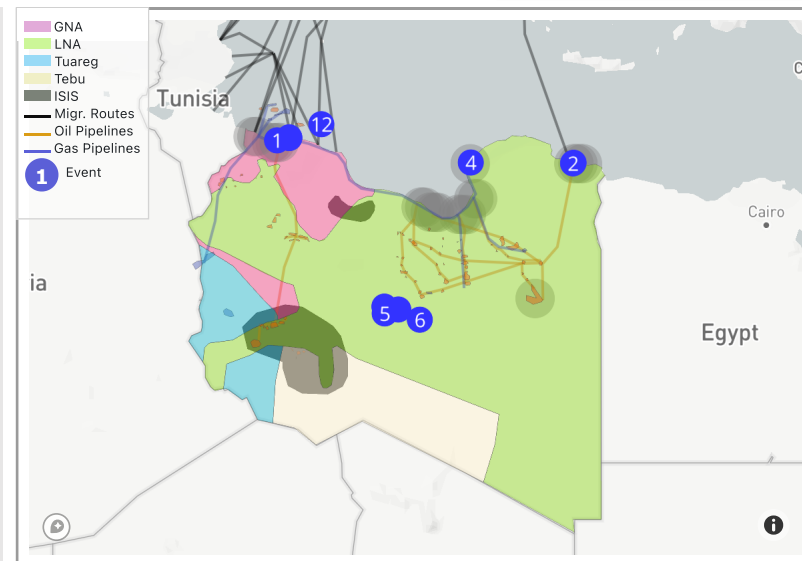 GNA
LNA
Tuareg
Tebu
ISIS
Migr. Routes
Oil Pipelines
Gas Pipelines
1 Event
Tunisia
1
12
4
2
C
Cairo
ia
5
6
Egypt